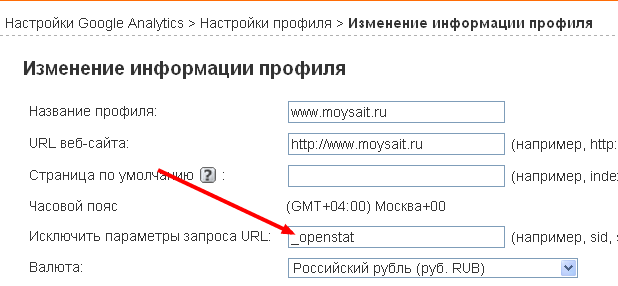 Настройки Google Analytics > Настройки профиля > Изменение информации профиля
Изменение информации профиля
Название профиля: www.moysait.ru
URL веб-сайта: http://www.moysait.ru (например, http:
Страница по умолчанию ? : (например, inde
Часовой пояс (GMT+04:00) Москва+00
Исключить параметры запроса URL: _openstat (например, sid, s
Валюта: Российский рубль (руб. RUB)